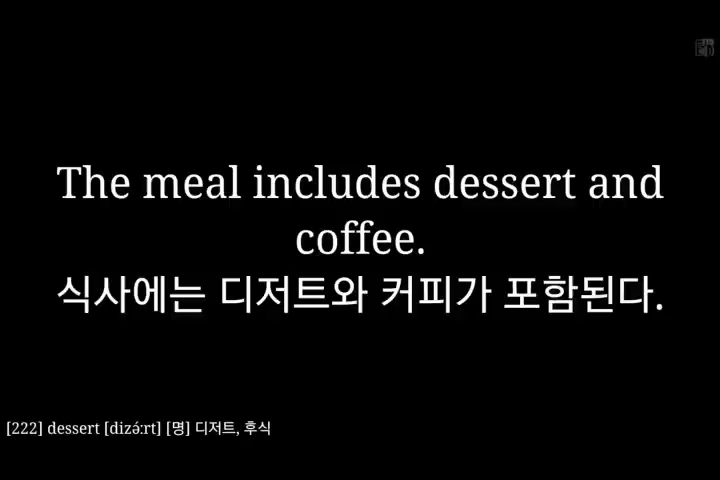 The meal includes dessert and
coffee.
식사에는 디저트와 커피가 포함된다.
[222] dessert [dizə́ːrt] [명] 디저트, 후식